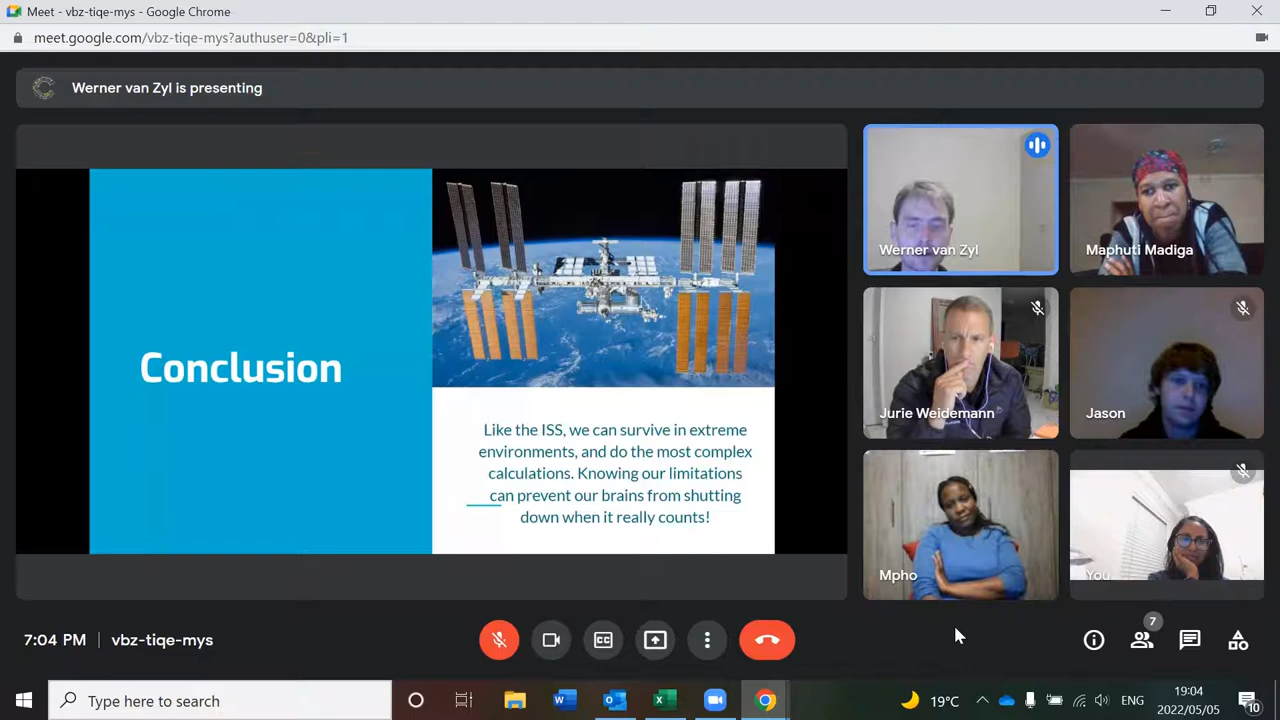 Meet - vbz-tiqe-mys - Google Chrome
meet.google.com/vbz-tiqe-mys?authuser=0&pli=1
Werner van Zyl is presenting
Conclusion
Like the ISS, we can survive in extreme
environments, and do the most complex
calculations. Knowing our limitations
can prevent our brains from shutting
down when it really counts!
Werner van Zyl
Maphuti Madiga
Jurie Weidemann
Jason
Mpho
You
7:04 PM | vbz-tiqe-mys
CC
7
Type here to search
19°C
ENG
19:04
2022/05/05
10